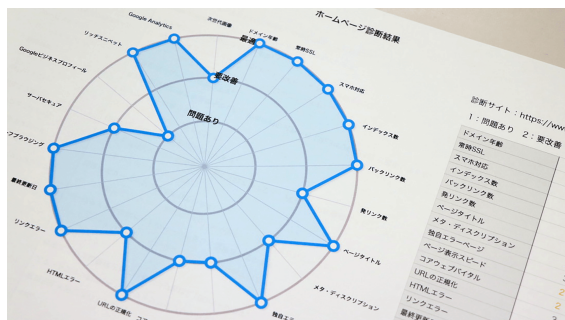 ホームページ診断結果
Google Analytics
次世代画像
ドメイン年齢
常時SSL
リッチスニペット
最適
スマホ対応
Googleビジネスプロフィール
要改善
インデックス数
サーバセキュア
問題あり
バックリンク数
ーフブラウジング
発リンク数
最終更新日
ページタイトル
リンクエラー
メタ・ディスクリプション
HTMLエラー
URLの正規化
独自エ
診断サイト：https://ww
1：問題あり 2：要改善
ドメイン年齢
常時SSL
スマホ対応
インデックス数
バックリンク数
発リンク数
ページタイトル
メタ・ディスクリプション
独自エラーページ
ページ表示スピード
コアウェブバイタル
URLの正規化
HTMLエラー
リンクエラー
最終更新